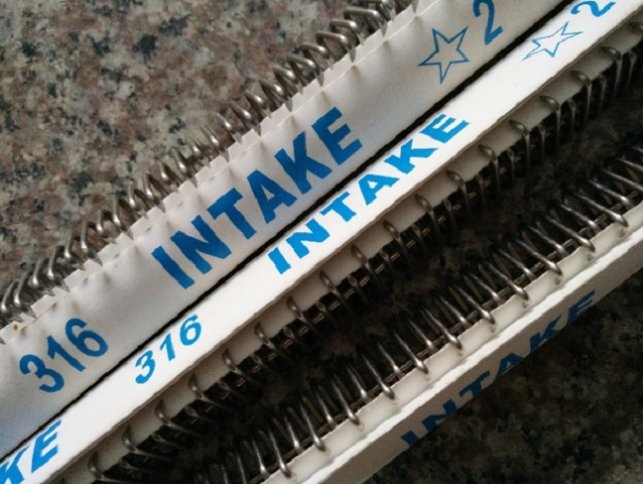 316 INTAKE ☆ 2
KE 316 INTAKE ☆ 2
INTAKE